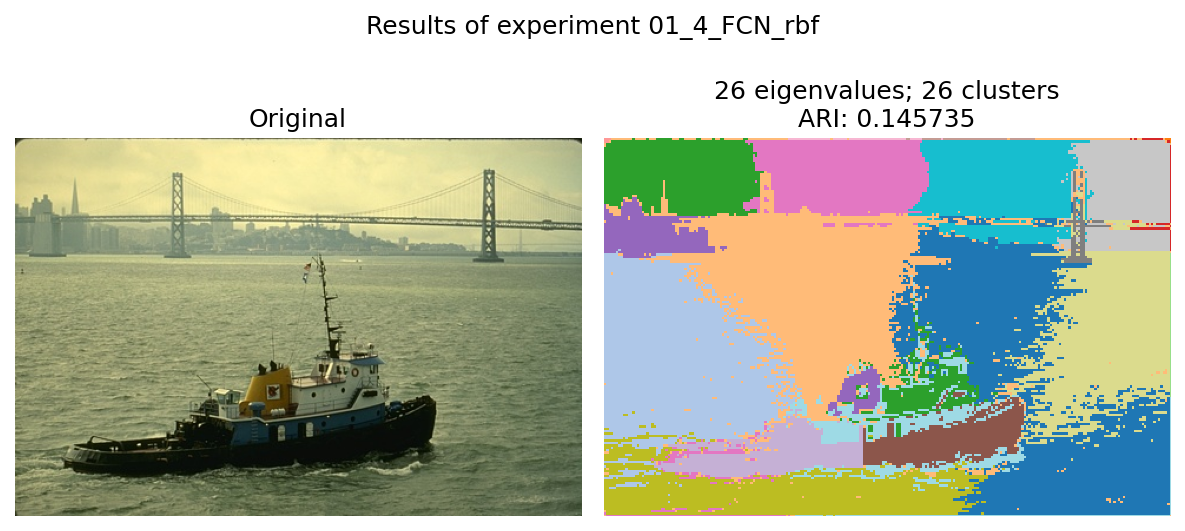 Results of experiment 01_4_FCN_rbf
Original
26 eigenvalues; 26 clusters
ARI: 0.145735